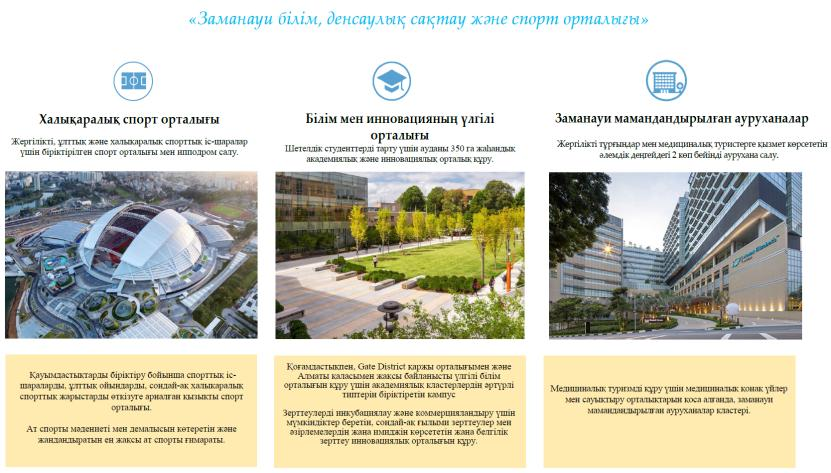 «Заманауи білім, денсаулық сақтау және спорт орталығы»
Халықаралық спорт орталығы
Жергілікті, ұлттық және халықаралық спорттық іс-шаралар
үшін біріктірілген спорт орталығы мен ипподром салу.
Білім мен инновацияның үлгілі
орталығы
Шетелдік студенттерді тарту үшін ауданы 350 га жаһандық
академиялық және инновациялық орталық құру.
Заманауи мамандандырылған ауруханалар
Жергілікті тұрғындар мен медициналық туристерге қызмет көрсететін
әлемдік деңгейдегі 2 көп бейінді аурухана салу.
Қауымдастықтарды біріктіру бойынша спорттық іс-
шараларды, ұлттық ойындарды, сондай-ақ халықаралық
спорттық жарыстарды өткізуге арналған қызықты спорт
орталығы.
Ат спорты мәдениеті мен демалысын көтеретін және
жандандыратын ең жақсы ат спорты ғимараты.
Қоғамдастықпен, Gate District қаржы орталығымен және
Алматы қаласымен жақсы байланысты үлгілі білім
орталығын құру үшін академиялық кластерлердің әртүрлі
типтерін біріктіретін кампус
Зерттеулерді инкубациялау және коммерцияландыру үшін
мүмкіндіктер беретін, сондай-ақ ғылыми зерттеулер мен
әзірлемелердің жаңа имиджін көрсететін жаңа белгілік
зерттеу инновациялық орталығын құру.
Медициналық туризмді құру үшін медициналық қонақ үйлер
мен сауықтыру орталықтарын қоса алғанда, заманауи
мамандандырылған ауруханалар кластері.